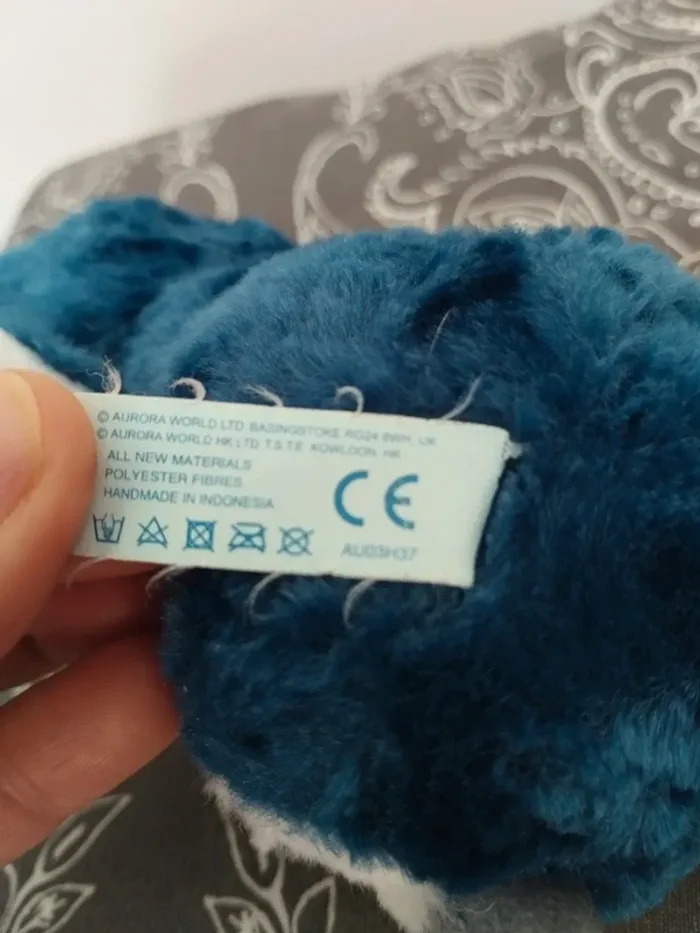 © AURORA WORLD LTD. BASINGSTOKE RG24 8WH, UK
© AURORA WORLD HK LTD. T.S.T.E. KOWLOON, HK
ALL NEW MATERIALS
POLYESTER FIBRES
HANDMADE IN INDONESIA
CE
AU03H37